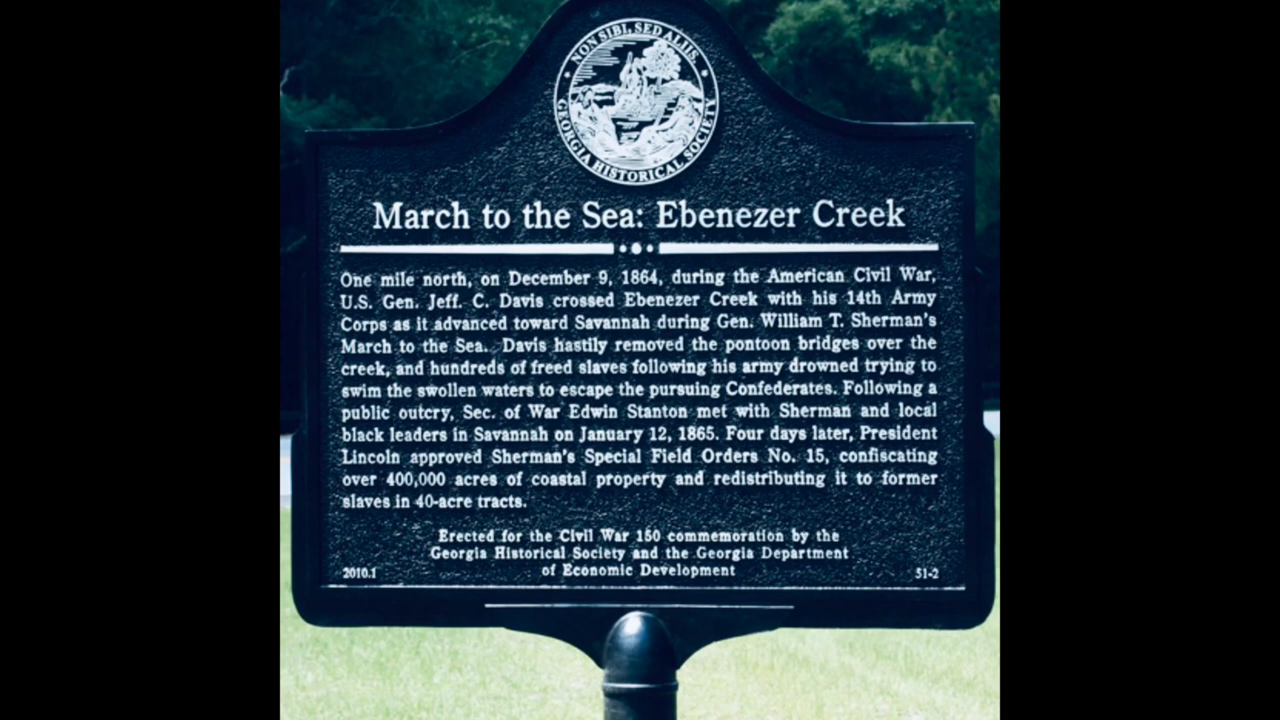 NON SIBI, SED ALIIS.
GEORGIA HISTORICAL SOCIETY
March to the Sea: Ebenezer Creek
One mile north, on December 9, 1864, during the American Civil War,
U.S. Gen. Jeff. C. Davis crossed Ebenezer Creek with his 14th Army
Corps as it advanced toward Savannah during Gen. William T. Sherman's
March to the Sea. Davis hastily removed the pontoon bridges over the
creek, and hundreds of freed slaves following his army drowned trying to
swim the swollen waters to escape the pursuing Confederates. Following a
public outcry, Sec. of War Edwin Stanton met with Sherman and local
black leaders in Savannah on January 12, 1865. Four days later, President
Lincoln approved Sherman's Special Field Orders No. 15, confiscating
over 400,000 acres of coastal property and redistributing it to former
slaves in 40-acre tracts.
Erected for the Civil War 150 commemoration by the
Georgia Historical Society and the Georgia Department
of Economic Development
2010.1
51-2